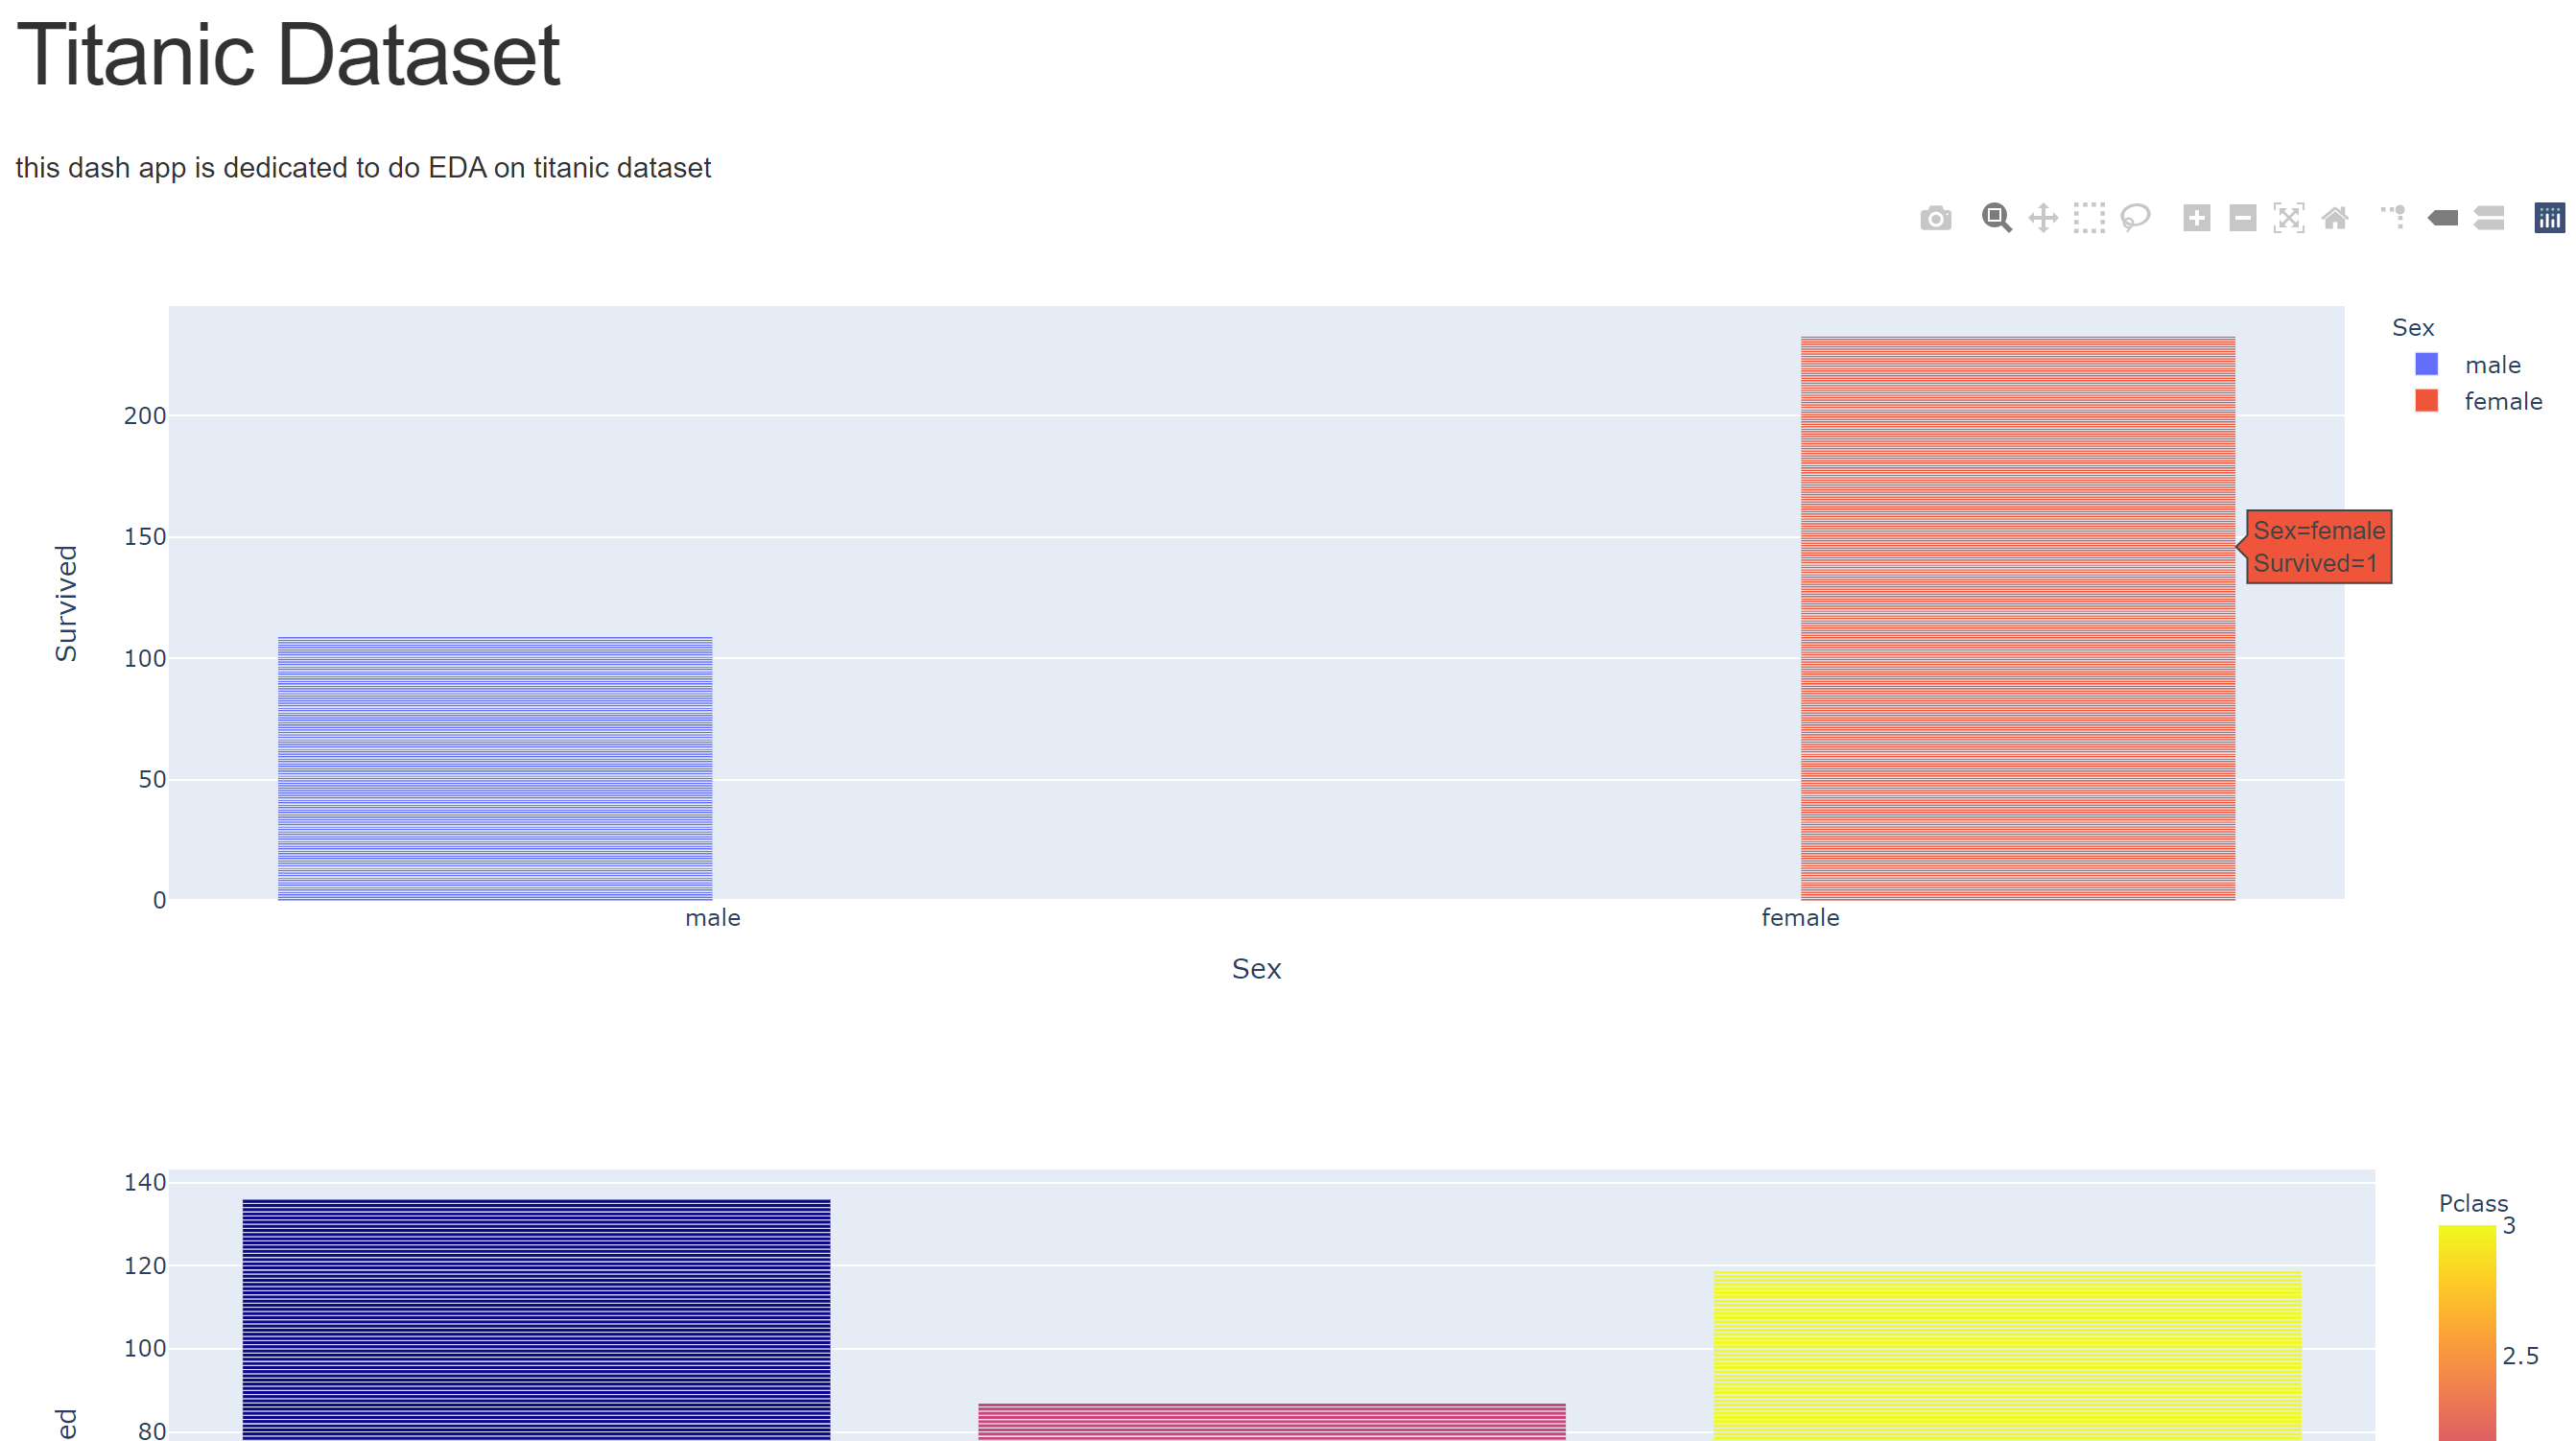 Titanic Dataset
this dash app is dedicated to do EDA on titanic dataset
Sex
male
female
200
150
100
50
0
Survived
Sex=female
Survived=1
male
female
Sex
140
120
100
80
ed
Pclass
3
2.5